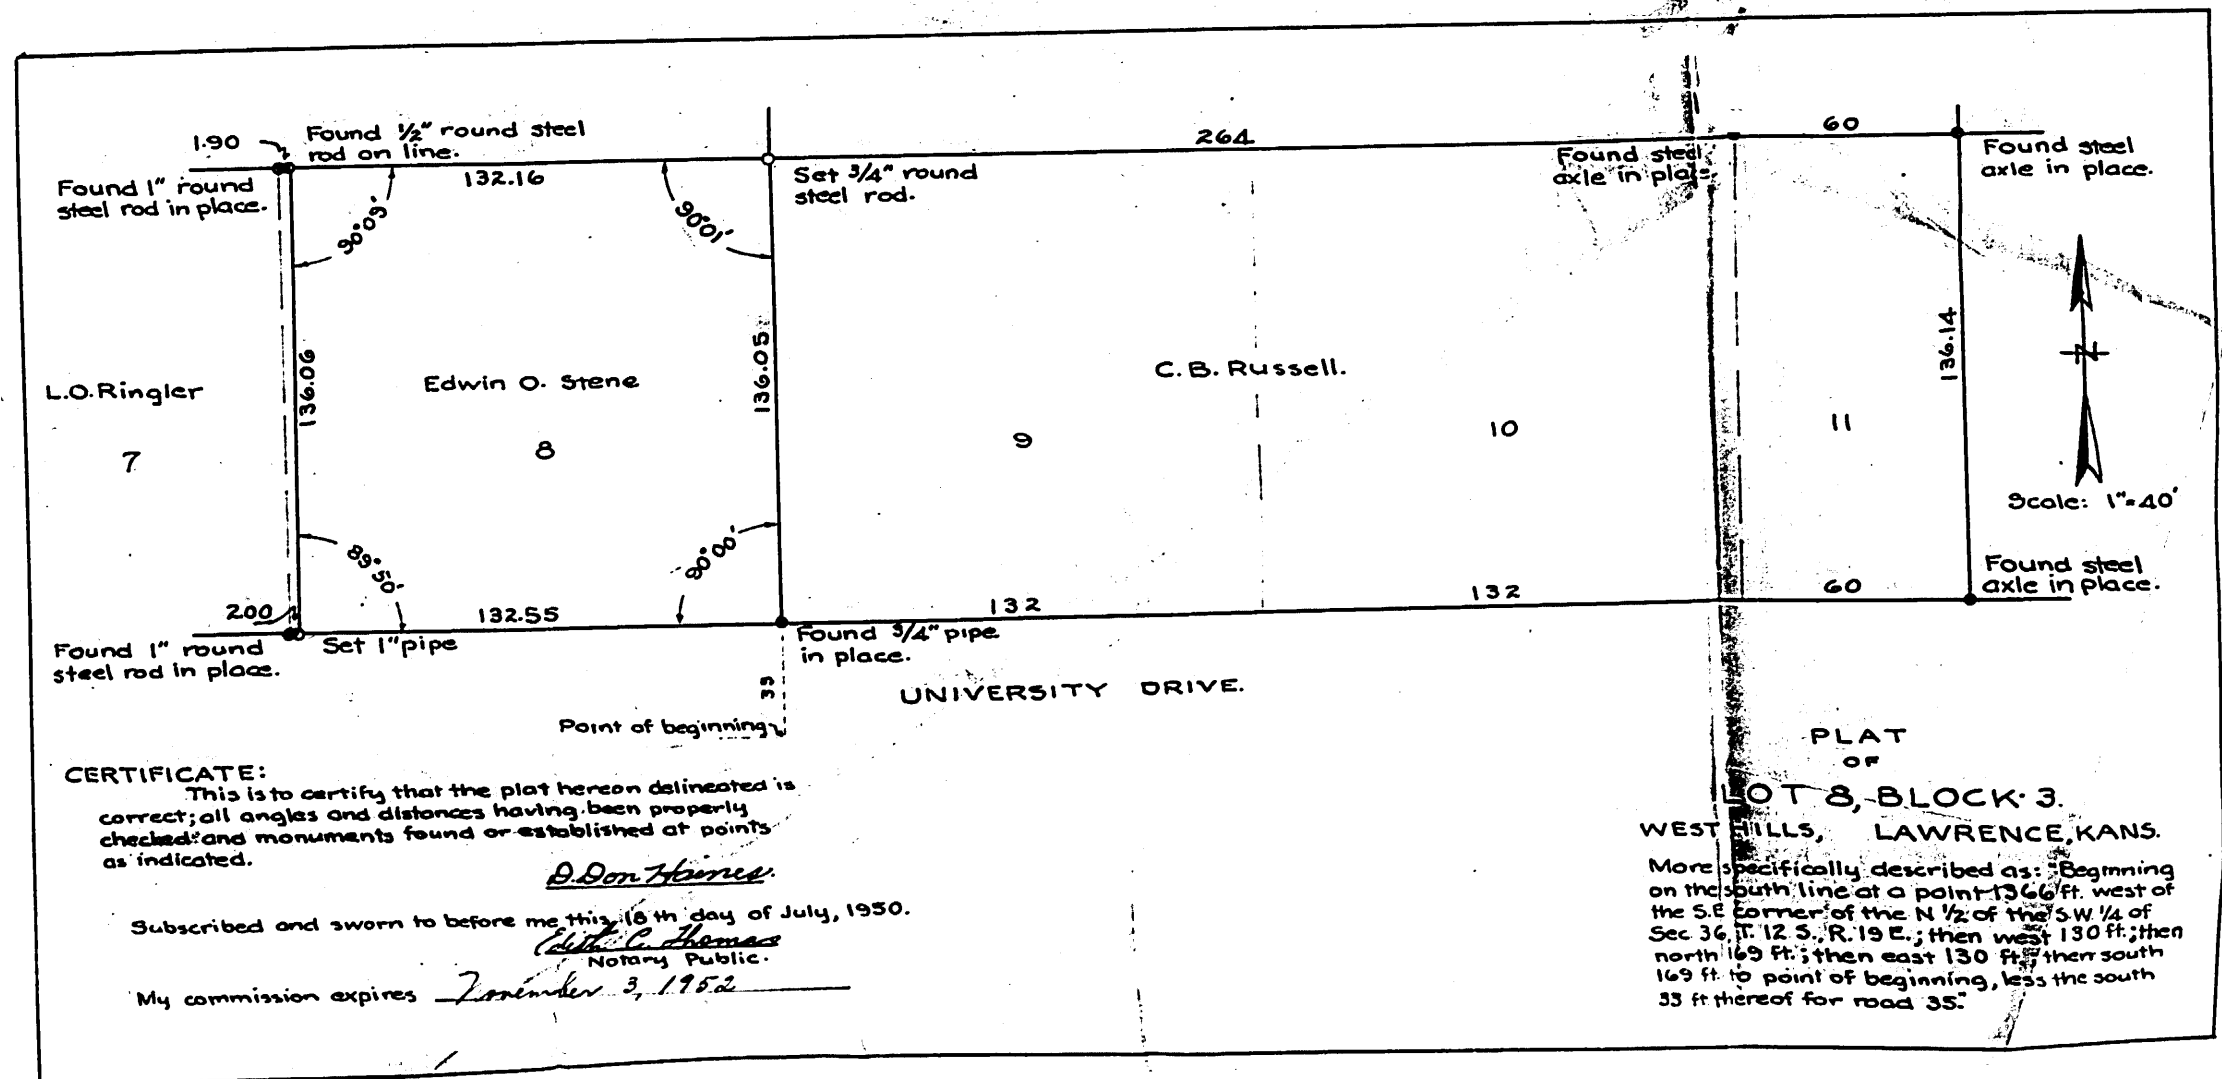 1.90
Found ½" round steel
rod on line.
264
60
Found 1" round
steel rod in place.
132.16
Set ¾" round
steel rod.
Found steel
axle in place.
Found steel
axle in place.
90°09'
90°01'
136.06
136.05
136.14
L.O. Ringler
Edwin O. Stene
C. B. Russell.
7
8
9
10
11
N
Scale: 1"=40'
89°50'
90°00'
200
132.55
132
132
60
Found steel
axle in place.
Found 1" round
steel rod in place.
Set 1" pipe
Found ¾" pipe
in place.
33
UNIVERSITY DRIVE.
Point of beginning
CERTIFICATE:
This is to certify that the plat hereon delineated is
correct; all angles and distances having been properly
checked and monuments found or established at points
as indicated.
D. Don Haines.
Subscribed and sworn to before me this 18th day of July, 1950.
Edith C. Thomas
Notary Public.
My commission expires November 3, 1952
PLAT
OF
LOT 8, BLOCK 3.
WEST HILLS, LAWRENCE, KANS.
More specifically described as: "Beginning
on the south line at a point 1366 ft. west of
the S.E corner of the N ½ of the S.W. ¼ of
Sec 36, T. 12 S., R. 19 E.; then west 130 ft.; then
north 169 ft.; then east 130 ft.; then south
169 ft. to point of beginning, less the south
33 ft. thereof for road 35."